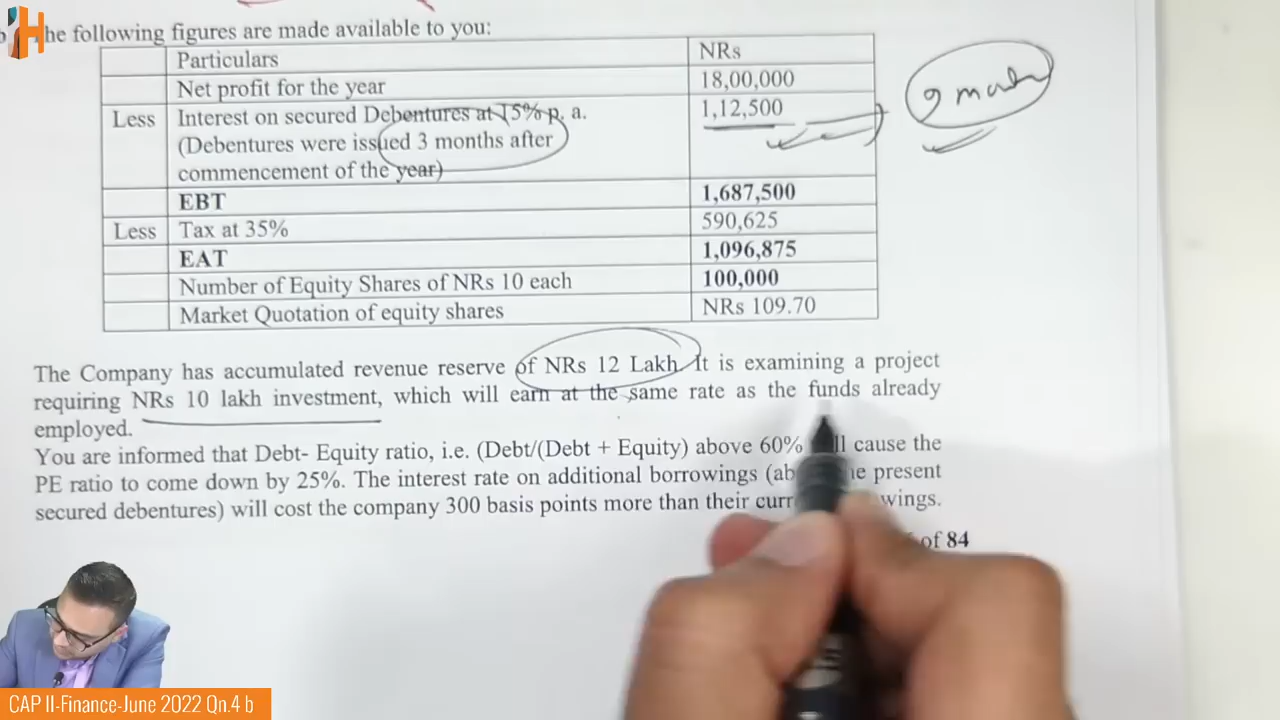 he following figures are made available to you:
Particulars NRs
Net profit for the year 18,00,000
Less Interest on secured Debentures at 15% p. a. 1,12,500
(Debentures were issued 3 months after
commencement of the year)
EBT 1,687,500
Less Tax at 35% 590,625
EAT 1,096,875
Number of Equity Shares of NRs 10 each 100,000
Market Quotation of equity shares NRs 109.70
9 marks
The Company has accumulated revenue reserve of NRs 12 Lakh. It is examining a project
requiring NRs 10 lakh investment, which will earn at the same rate as the funds already
employed.
You are informed that Debt- Equity ratio, i.e. (Debt/(Debt + Equity) above 60% will cause the
PE ratio to come down by 25%. The interest rate on additional borrowings present
secured debentures) will cost the company 300 basis points more than their
of 84
CAP II-Finance-June 2022 Qn.4 b